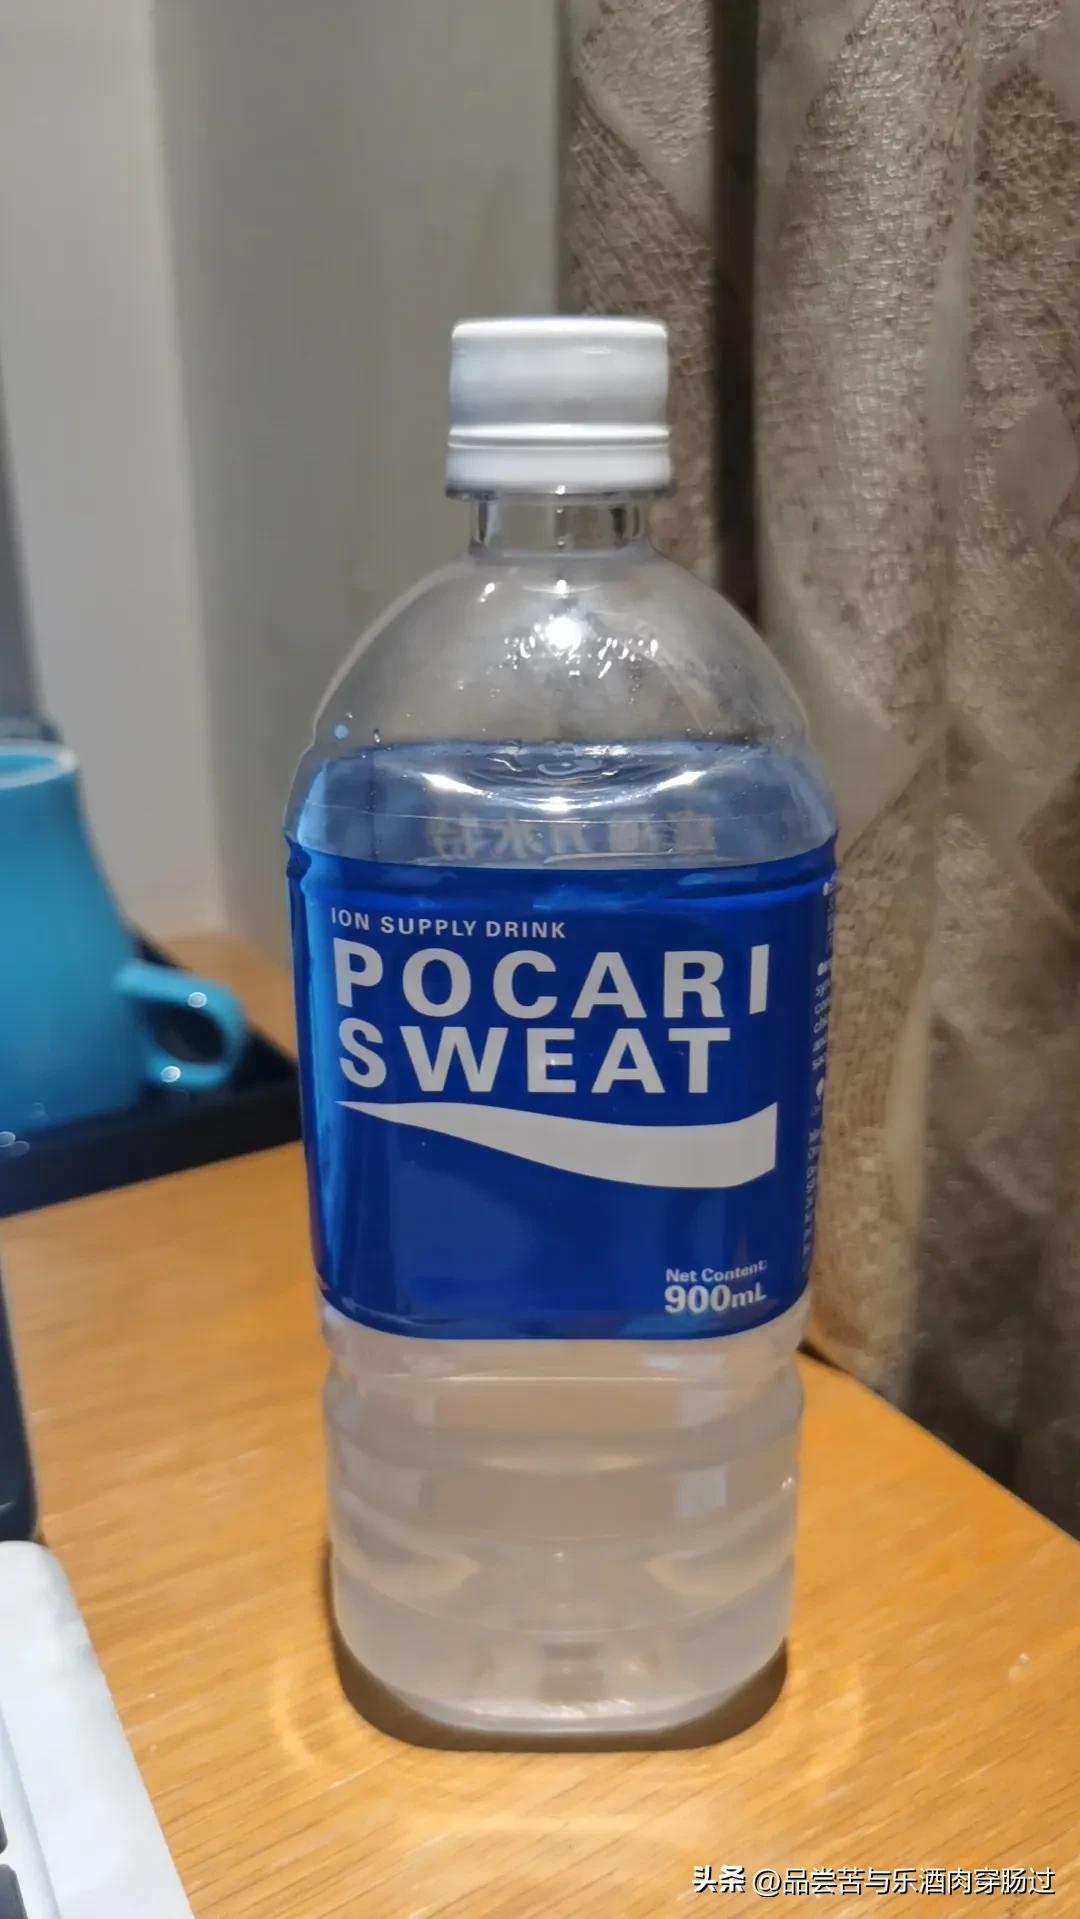 ION SUPPLY DRINK
POCARI
SWEAT
Net Content:
900mL
头条 @品尝苦与乐酒肉穿肠过